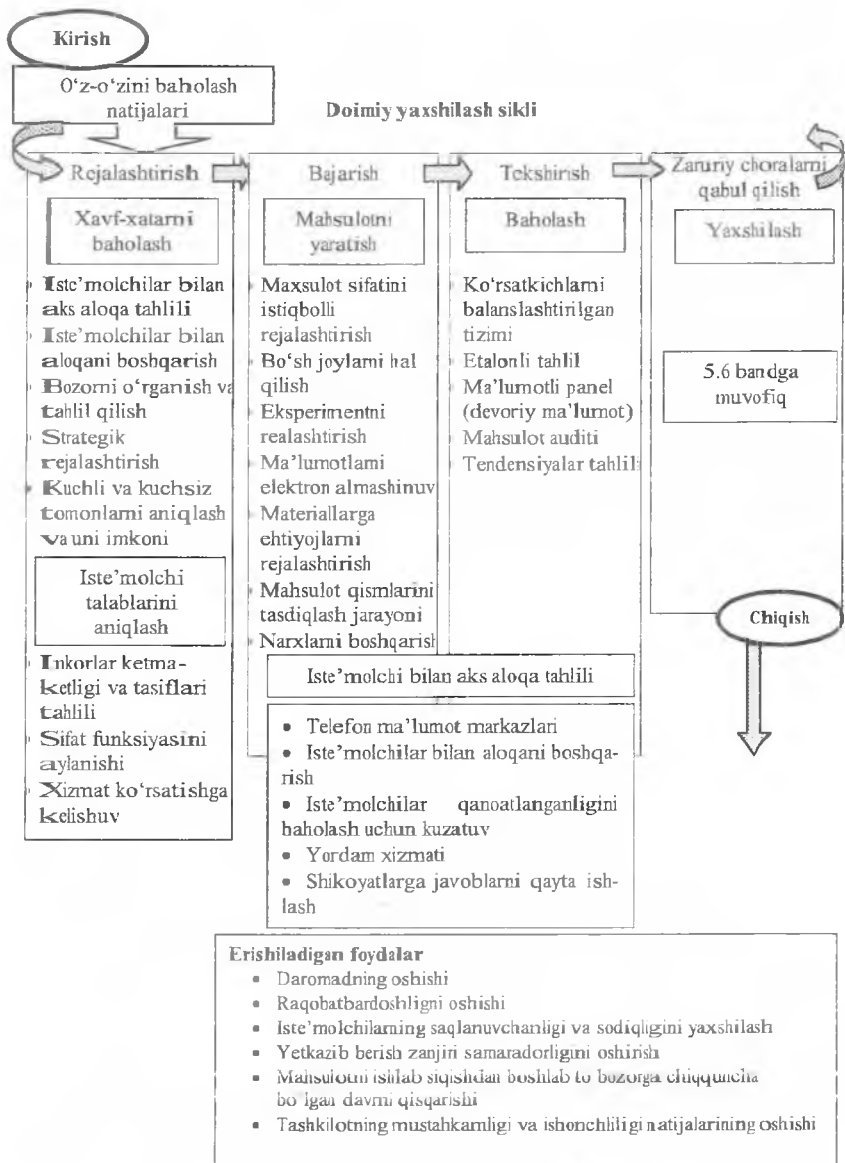 Kirish
O‘z-o‘zini baholash
natijalari
Doimiy yaxshilash sikli
Rejalashtirish
Xavf-xatarni
baholash
Iste’molchilar bilan
aks aloqa tahlili
Iste’molchilar bilan
aloqani boshqarish
Bozorni o‘rganish va
tahlil qilish
Strategik
rejalashtirish
Kuchli va kuchsiz
tomonlarni aniqlash
va uni imkoni
Iste’molchi
talablarini
aniqlash
Inkorlar ketma-
ketligi va tasiflari
tahlili
Sifat funksiyasini
aylanishi
Xizmat ko‘rsatishga
kelishuv
Bajarish
Mahsulotni
yaratish
Maxsulot sifatini
istiqbolli
rejalashtirish
Bo‘sh joylarni hal
qilish
Eksperimentni
realashtirish
Ma’lumotlarni
elektron almashinuv
Materiallarga
ehtiyojlarni
rejalashtirish
Mahsulot qismlarini
tasdiqlash jarayoni
Narxlarni boshqarish
Tekshirish
Baholash
Ko‘rsatkichlarni
balanslashtirilgan
tizimi
Etalonli tahlil
Ma’lumotli panel
(devoriy ma’lumot)
Mahsulot auditi
Tendensiyalar tahlili
Zaruriy choralarni
qabul qilish
Yaxshilash
5.6 bandga
muvofiq
Chiqish
Iste’molchi bilan aks aloqa tahlili
• Telefon ma’lumot markazlari
• Iste’molchilar bilan aloqani boshqa-
rish
• Iste’molchilar qanoatlanganligini
baholash uchun kuzatuv
• Yordam xizmati
• Shikoyatlarga javoblarni qayta ish-
lash
Erishiladigan foydalar
• Daromadning oshishi
• Raqobatbardoshligni oshishi
• Iste’molchilarning saqlanuvchanligi va sodiqligini yaxshilash
• Yetkazib berish zanjiri samaradorligini oshirish
• Mahsulotni ishlab siqishdan boshlab to bozorga chiqquncha
bo‘lgan davrni qisqarishi
• Tashkilotning mustahkamligi va ishonchliligi natijalarining oshishi